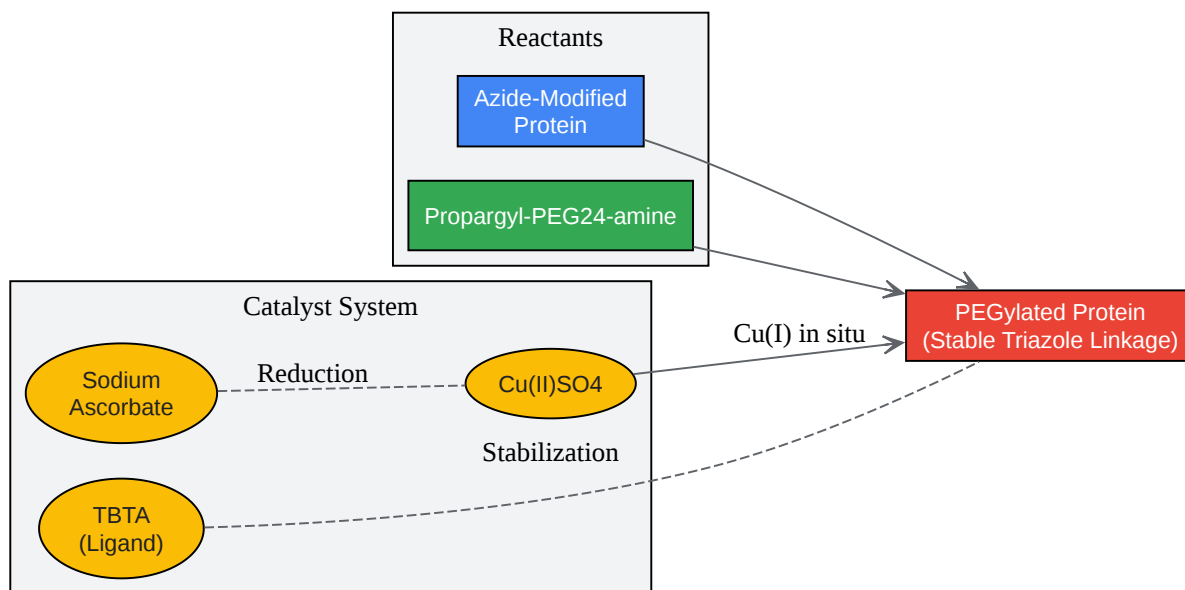 Reactants
Azide-Modified
Protein
Propargyl-PEG24-amine
Catalyst System
Sodium
Ascorbate
Reduction
Cu(II)SO4
Cu(I) in situ
PEGylated Protein
(Stable Triazole Linkage)
Stabilization
TBTA
(Ligand)